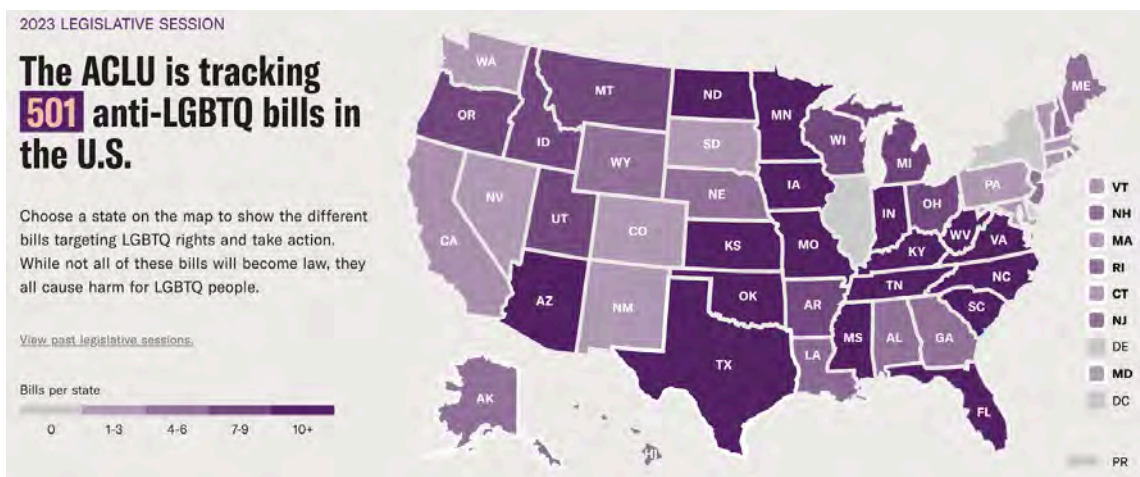 2023 LEGISLATIVE SESSION
The ACLU is tracking
501 anti-LGBTQ bills in
the U.S.
Choose a state on the map to show the different
bills targeting LGBTQ rights and take action.
While not all of these bills will become law, they
all cause harm for LGBTQ people.
View past legislative sessions.
Bills per state
0 1-3 4-6 7-9 10+
WA
MT
ND
MN
ME
OR
ID
SD
WI
MI
WY
NV
NE
IA
PA
UT
CO
IN
OH
CA
KS
MO
WV
VA
KY
AZ
NM
OK
AR
TN
NC
SC
MS
AL
GA
TX
LA
FL
AK
HI
VT
NH
MA
RI
CT
NJ
DE
MD
DC
PR